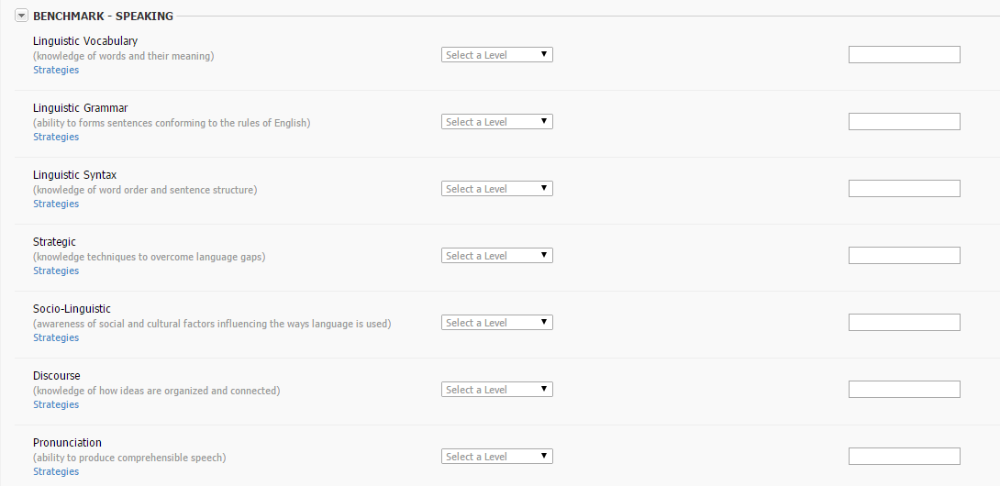 BENCHMARK - SPEAKING
Linguistic Vocabulary
(knowledge of words and their meaning)
Strategies
Select a Level
Linguistic Grammar
(ability to forms sentences conforming to the rules of English)
Strategies
Select a Level
Linguistic Syntax
(knowledge of word order and sentence structure)
Strategies
Select a Level
Strategic
(knowledge techniques to overcome language gaps)
Strategies
Select a Level
Socio-Linguistic
(awareness of social and cultural factors influencing the ways language is used)
Strategies
Select a Level
Discourse
(knowledge of how ideas are organized and connected)
Strategies
Select a Level
Pronunciation
(ability to produce comprehensible speech)
Strategies
Select a Level